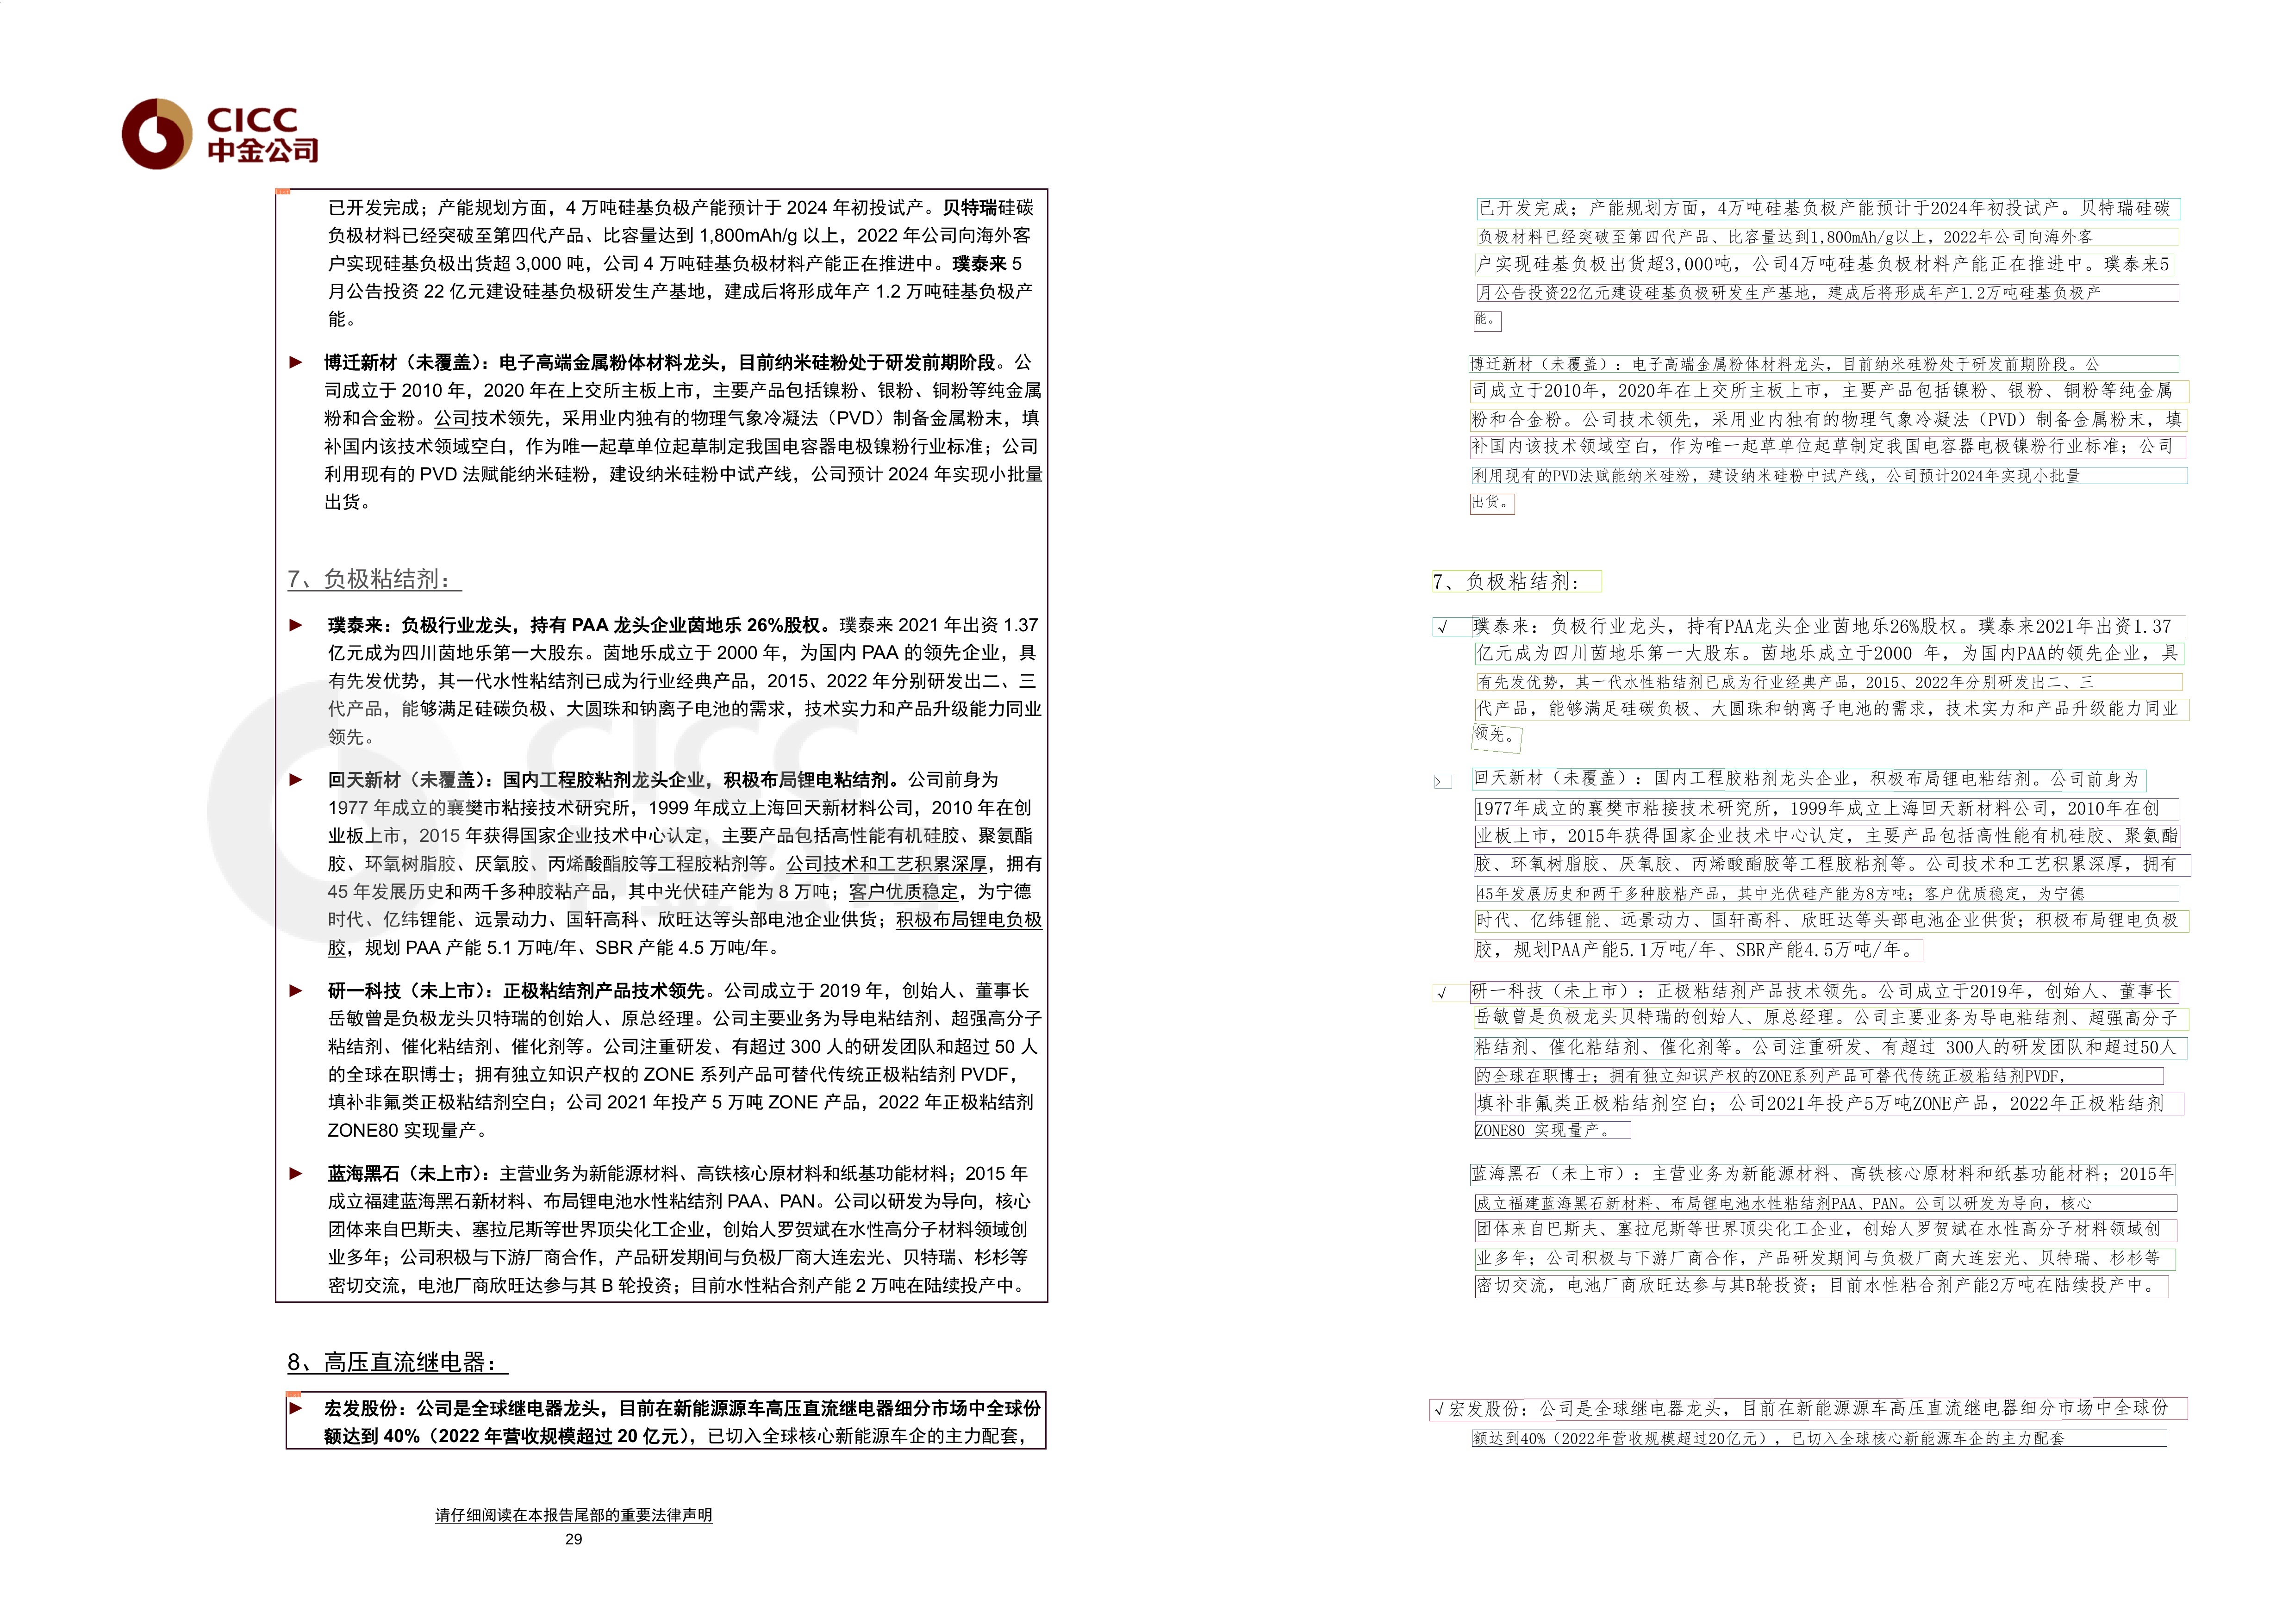 CICC
中金公司
已开发完成；产能规划方面，4 万吨硅基负极产能预计于 2024 年初投试产。贝特瑞硅碳
负极材料已经突破至第四代产品、比容量达到 1,800mAh/g 以上，2022 年公司向海外客
户实现硅基负极出货超 3,000 吨，公司 4 万吨硅基负极材料产能正在推进中。璞泰来 5
月公告投资 22 亿元建设硅基负极研发生产基地，建成后将形成年产 1.2 万吨硅基负极产
能。
► 博迁新材（未覆盖）：电子高端金属粉体材料龙头，目前纳米硅粉处于研发前期阶段。公
司成立于 2010 年，2020 年在上交所主板上市，主要产品包括镍粉、银粉、铜粉等纯金属
粉和合金粉。公司技术领先，采用业内独有的物理气象冷凝法（PVD）制备金属粉末，填
补国内该技术领域空白，作为唯一起草单位起草制定我国电容器电极镍粉行业标准；公司
利用现有的 PVD 法赋能纳米硅粉，建设纳米硅粉中试产线，公司预计 2024 年实现小批量
出货。
7、负极粘结剂：
► 璞泰来：负极行业龙头，持有 PAA 龙头企业茵地乐 26%股权。璞泰来 2021 年出资 1.37
亿元成为四川茵地乐第一大股东。茵地乐成立于 2000 年，为国内 PAA 的领先企业，具
有先发优势，其一代水性粘结剂已成为行业经典产品，2015、2022 年分别研发出二、三
代产品，能够满足硅碳负极、大圆珠和钠离子电池的需求，技术实力和产品升级能力同业
领先。
► 回天新材（未覆盖）：国内工程胶粘剂龙头企业，积极布局锂电粘结剂。公司前身为
1977 年成立的襄樊市粘接技术研究所，1999 年成立上海回天新材料公司，2010 年在创
业板上市，2015 年获得国家企业技术中心认定，主要产品包括高性能有机硅胶、聚氨酯
胶、环氧树脂胶、厌氧胶、丙烯酸酯胶等工程胶粘剂等。公司技术和工艺积累深厚，拥有
45 年发展历史和两千多种胶粘产品，其中光伏硅产能为 8 万吨；客户优质稳定，为宁德
时代、亿纬锂能、远景动力、国轩高科、欣旺达等头部电池企业供货；积极布局锂电负极
胶，规划 PAA 产能 5.1 万吨/年、SBR 产能 4.5 万吨/年。
► 研一科技（未上市）：正极粘结剂产品技术领先。公司成立于 2019 年，创始人、董事长
岳敏曾是负极龙头贝特瑞的创始人、原总经理。公司主要业务为导电粘结剂、超强高分子
粘结剂、催化粘结剂、催化剂等。公司注重研发、有超过 300 人的研发团队和超过 50 人
的全球在职博士；拥有独立知识产权的 ZONE 系列产品可替代传统正极粘结剂 PVDF，
填补非氟类正极粘结剂空白；公司 2021 年投产 5 万吨 ZONE 产品，2022 年正极粘结剂
ZONE80 实现量产。
► 蓝海黑石（未上市）：主营业务为新能源材料、高铁核心原材料和纸基功能材料；2015 年
成立福建蓝海黑石新材料、布局锂电池水性粘结剂 PAA、PAN。公司以研发为导向，核心
团体来自巴斯夫、塞拉尼斯等世界顶尖化工企业，创始人罗贺斌在水性高分子材料领域创
业多年；公司积极与下游厂商合作，产品研发期间与负极厂商大连宏光、贝特瑞、杉杉等
密切交流，电池厂商欣旺达参与其 B 轮投资；目前水性粘合剂产能 2 万吨在陆续投产中。
8、高压直流继电器：
► 宏发股份：公司是全球继电器龙头，目前在新能源源车高压直流继电器细分市场中全球份
额达到 40%（2022 年营收规模超过 20 亿元），已切入全球核心新能源车企的主力配套，
请仔细阅读在本报告尾部的重要法律声明
29
已开发完成；产能规划方面，4万吨硅基负极产能预计于2024年初投试产。贝特瑞硅碳
负极材料已经突破至第四代产品、比容量达到1,800mAh/g以上，2022年公司向海外客
户实现硅基负极出货超3,000吨，公司4万吨硅基负极材料产能正在推进中。璞泰来5
月公告投资22亿元建设硅基负极研发生产基地，建成后将形成年产1.2万吨硅基负极产
能。
博迁新材（未覆盖）：电子高端金属粉体材料龙头，目前纳米硅粉处于研发前期阶段。公
司成立于2010年，2020年在上交所主板上市，主要产品包括镍粉、银粉、铜粉等纯金属
粉和合金粉。公司技术领先，采用业内独有的物理气象冷凝法（PVD）制备金属粉末，填
补国内该技术领域空白，作为唯一起草单位起草制定我国电容器电极镍粉行业标准；公司
利用现有的PVD法赋能纳米硅粉，建设纳米硅粉中试产线，公司预计2024年实现小批量
出货。
7、负极粘结剂：
√ 璞泰来：负极行业龙头，持有PAA龙头企业茵地乐26%股权。璞泰来2021年出资1.37
亿元成为四川茵地乐第一大股东。茵地乐成立于2000 年，为国内PAA的领先企业，具
有先发优势，其一代水性粘结剂已成为行业经典产品，2015、2022年分别研发出二、三
代产品，能够满足硅碳负极、大圆珠和钠离子电池的需求，技术实力和产品升级能力同业
领先。
> 回天新材（未覆盖）：国内工程胶粘剂龙头企业，积极布局锂电粘结剂。公司前身为
1977年成立的襄樊市粘接技术研究所，1999年成立上海回天新材料公司，2010年在创
业板上市，2015年获得国家企业技术中心认定，主要产品包括高性能有机硅胶、聚氨酯
胶、环氧树脂胶、厌氧胶、丙烯酸酯胶等工程胶粘剂等。公司技术和工艺积累深厚，拥有
45年发展历史和两千多种胶粘产品，其中光伏硅产能为8方吨；客户优质稳定，为宁德
时代、亿纬锂能、远景动力、国轩高科、欣旺达等头部电池企业供货；积极布局锂电负极
胶，规划PAA产能5.1万吨/年、SBR产能4.5万吨/年。
√ 研一科技（未上市）：正极粘结剂产品技术领先。公司成立于2019年，创始人、董事长
岳敏曾是负极龙头贝特瑞的创始人、原总经理。公司主要业务为导电粘结剂、超强高分子
粘结剂、催化粘结剂、催化剂等。公司注重研发、有超过 300人的研发团队和超过50人
的全球在职博士；拥有独立知识产权的ZONE系列产品可替代传统正极粘结剂PVDF，
填补非氟类正极粘结剂空白；公司2021年投产5万吨ZONE产品，2022年正极粘结剂
ZONE80 实现量产。
蓝海黑石（未上市）：主营业务为新能源材料、高铁核心原材料和纸基功能材料；2015年
成立福建蓝海黑石新材料、布局锂电池水性粘结剂PAA、PAN。公司以研发为导向，核心
团体来自巴斯夫、塞拉尼斯等世界顶尖化工企业，创始人罗贺斌在水性高分子材料领域创
业多年；公司积极与下游厂商合作，产品研发期间与负极厂商大连宏光、贝特瑞、杉杉等
密切交流，电池厂商欣旺达参与其B轮投资；目前水性粘合剂产能2万吨在陆续投产中。
√宏发股份：公司是全球继电器龙头，目前在新能源源车高压直流继电器细分市场中全球份
额达到40%（2022年营收规模超过20亿元），已切入全球核心新能源车企的主力配套